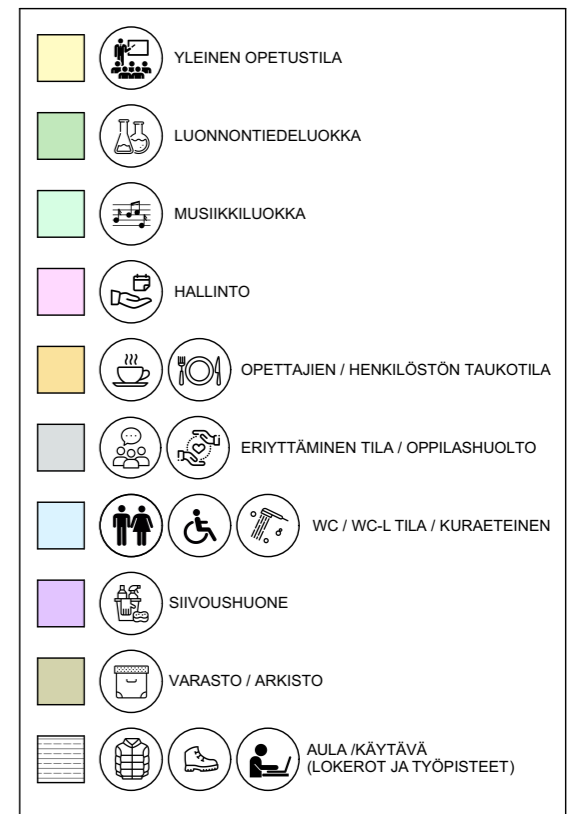 YLEINEN OPETUSTILA
LUONNONTIEDELUOKKA
MUSIIKKILUOKKA
HALLINTO
OPETTAJIEN / HENKILÖSTÖN TAUKOTILA
ERIYTTÄMINEN TILA / OPPILASHUOLTO
WC / WC-L TILA / KURAETEINEN
SIIVOUSHUONE
VARASTO / ARKISTO
AULA /KÄYTÄVÄ
(LOKEROT JA TYÖPISTEET)